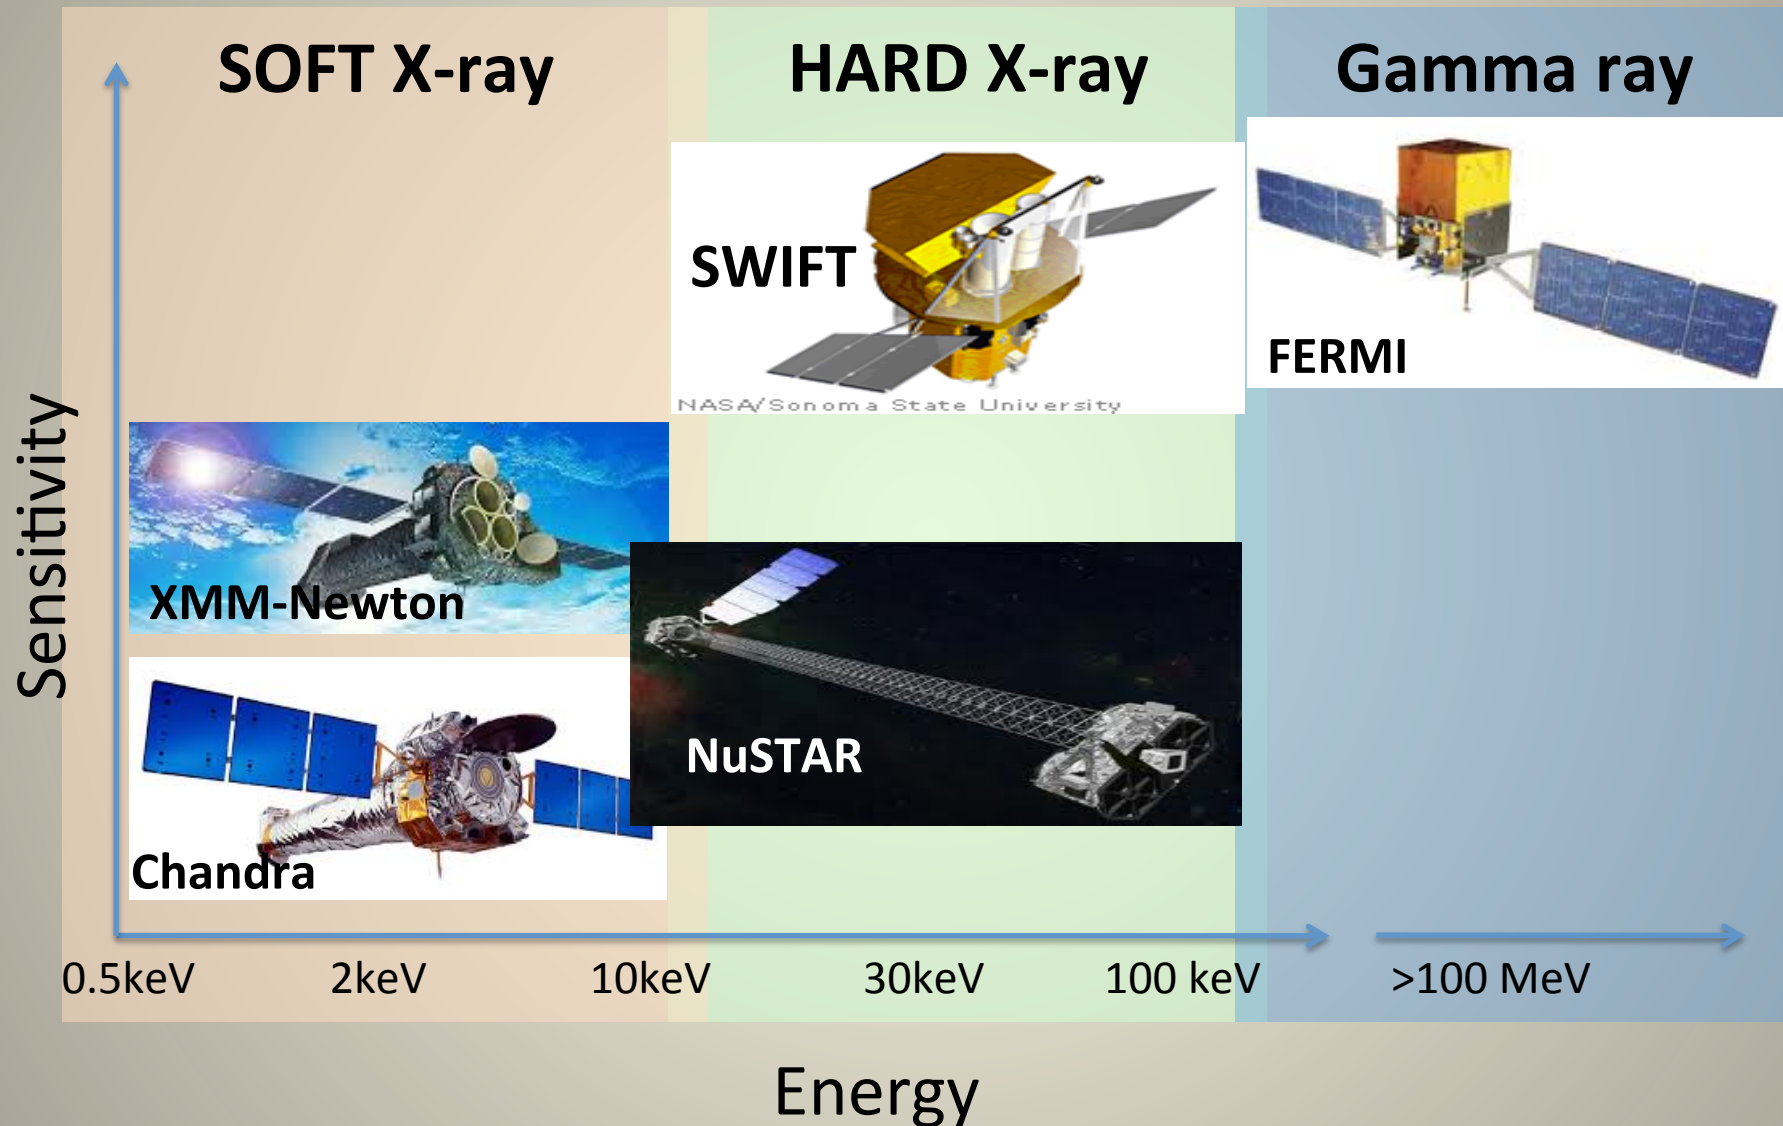 SOFT X-ray
HARD X-ray
Gamma ray
SWIFT
NASA/Sonoma State University
FERMI
Sensitivity
XMM-Newton
NuSTAR
Chandra
0.5keV
2keV
10keV
30keV
100 keV
>100 MeV
Energy